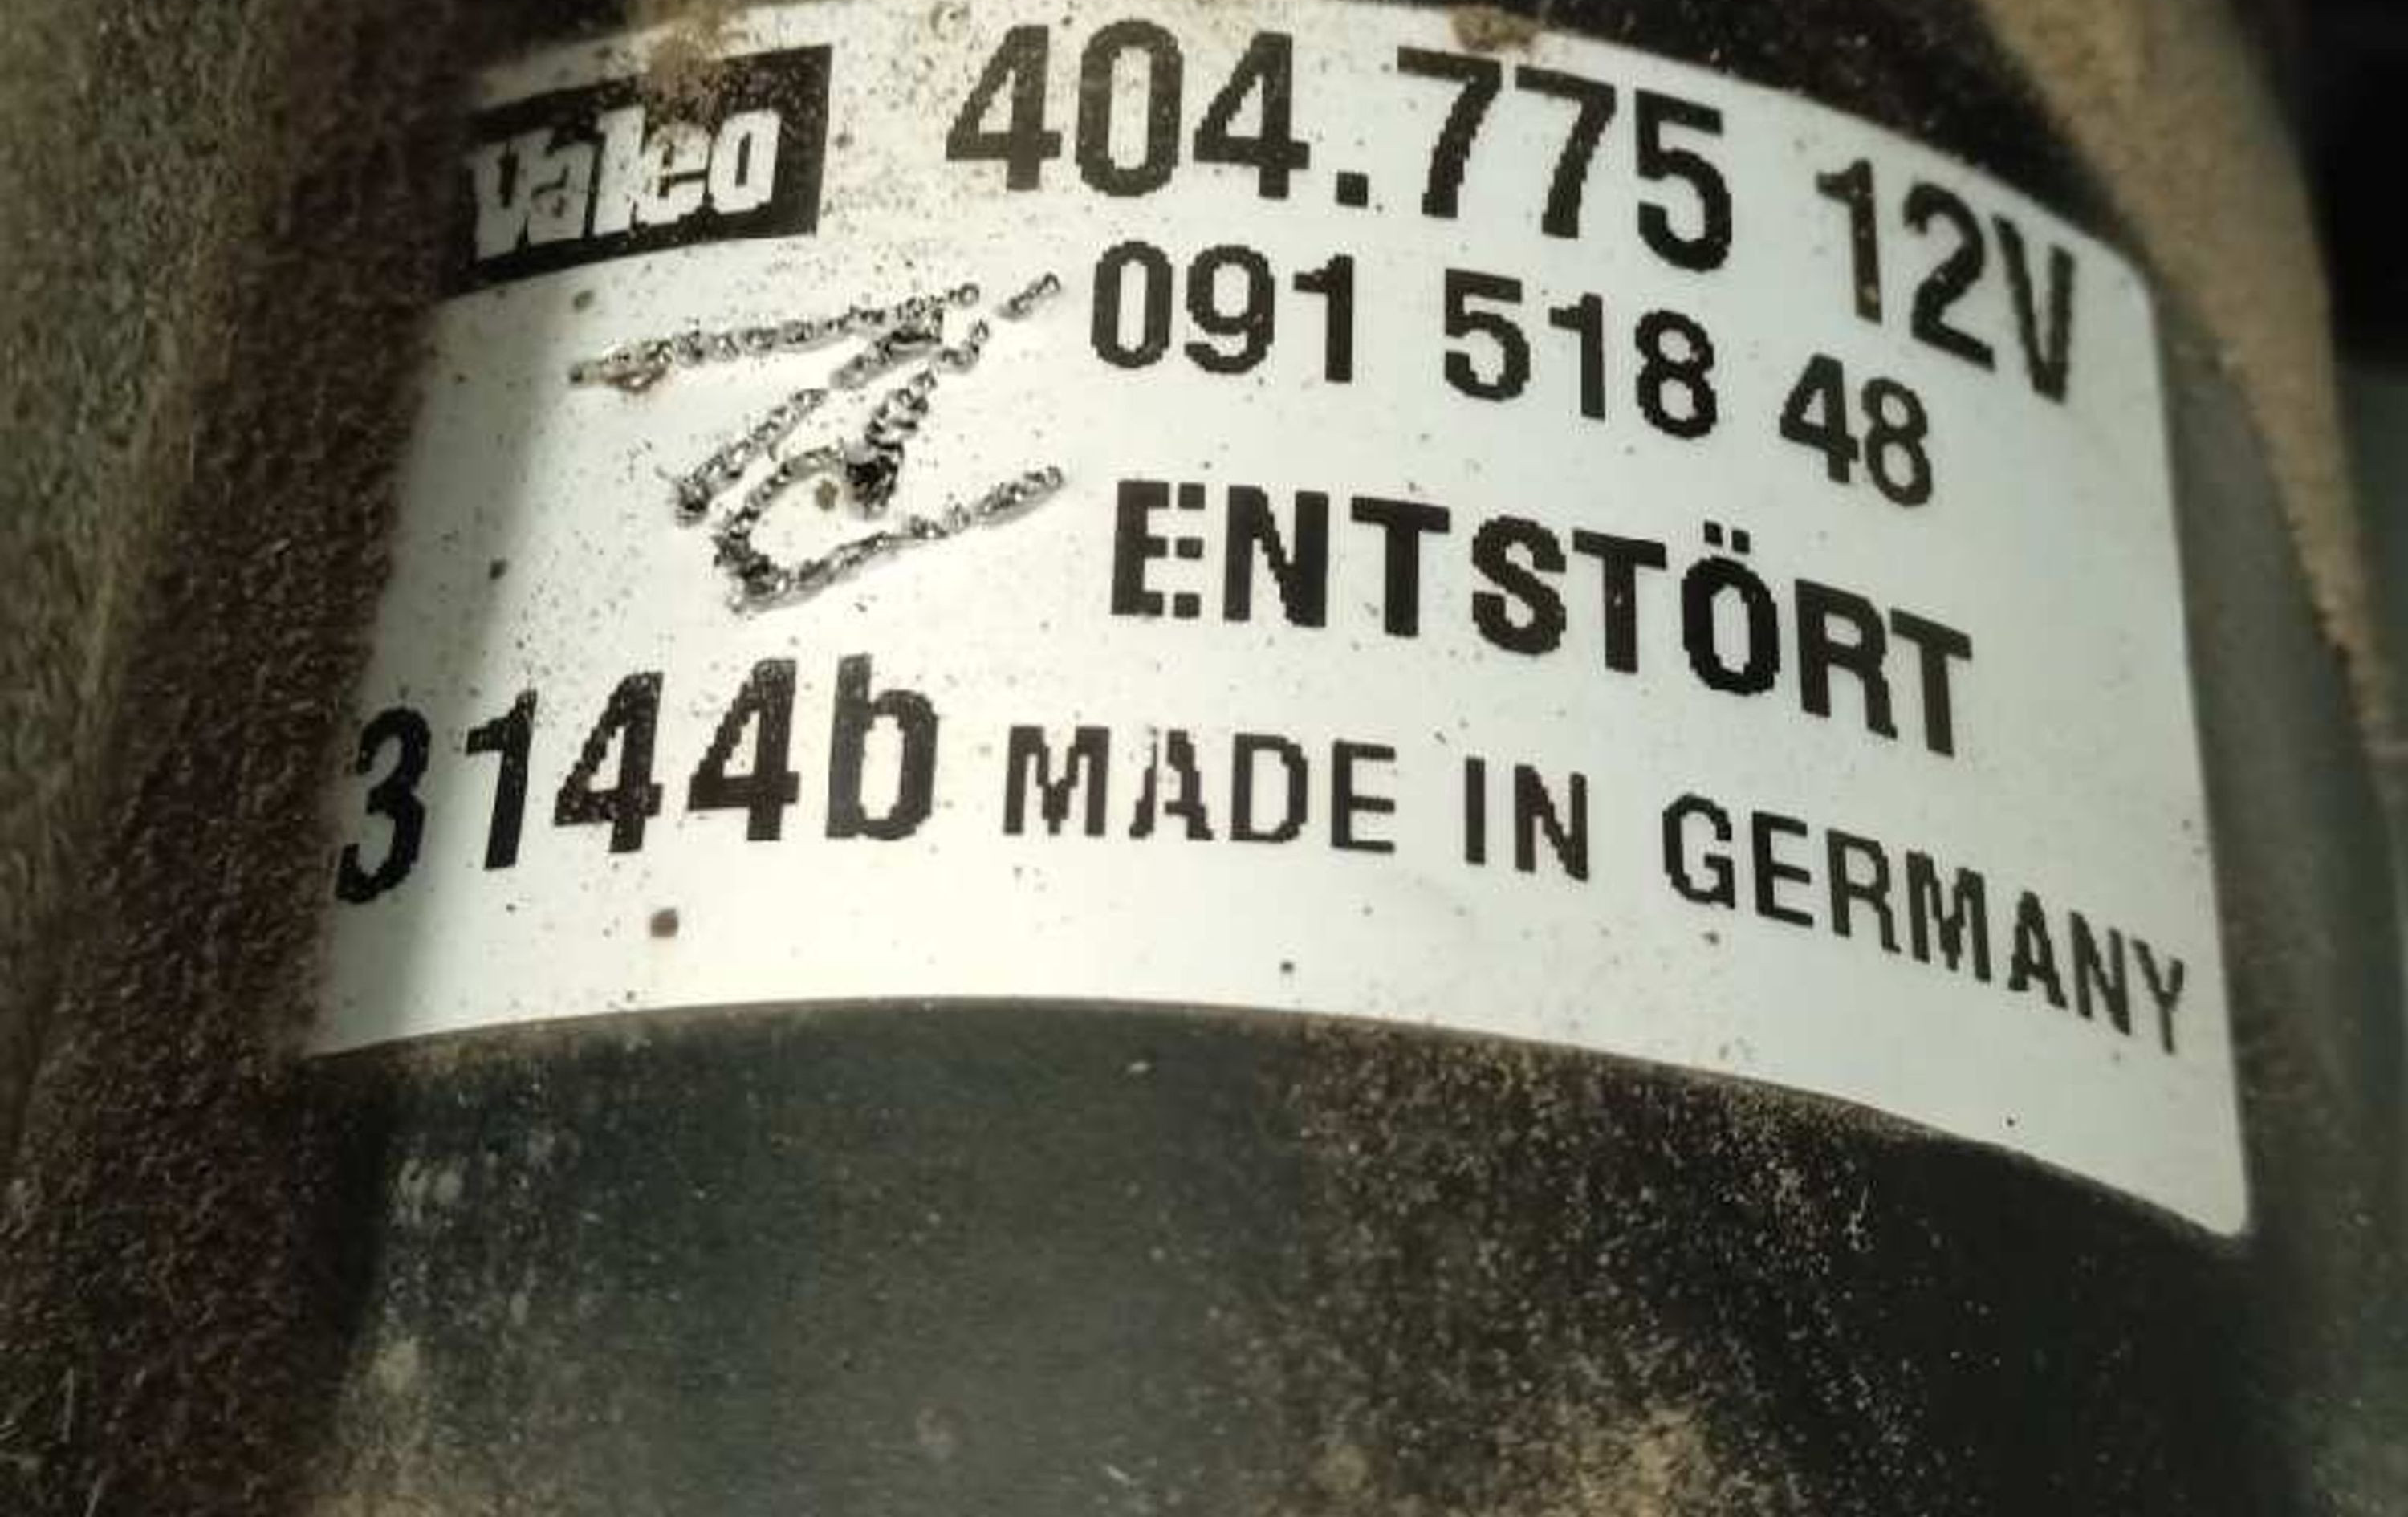 Valeo 404.775 12V
091 518 48
ENTSTÖRT
3144b MADE IN GERMANY